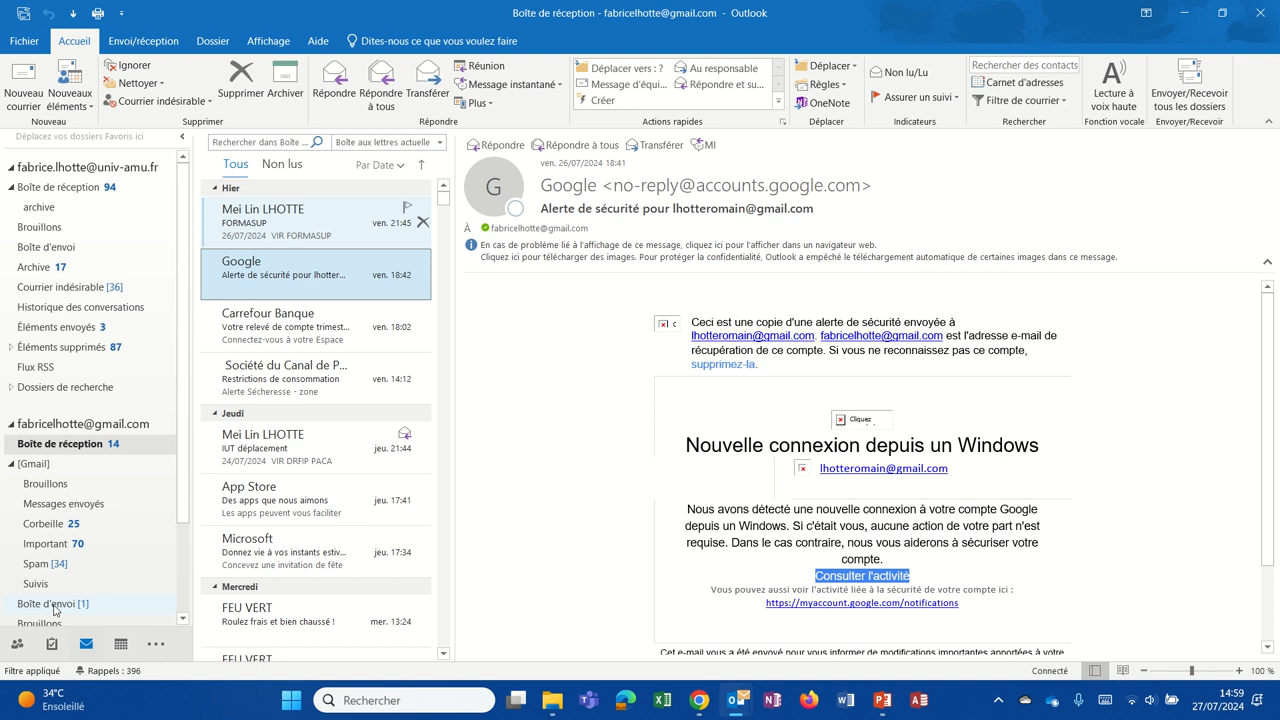 Boîte de réception - fabricelhotte@gmail.com - Outlook
Fichier Accueil Envoi/réception Dossier Affichage Aide Dites-nous ce que vous voulez faire
Nouveau courrier
Nouveaux éléments
Nouveau
Ignorer
Nettoyer
Courrier indésirable
Supprimer
Archiver
Supprimer
Répondre
Répondre à tous
Transférer
Réunion
Message instantané
Plus
Répondre
Déplacer vers : ?
Message d'équi...
Créer
Au responsable
Répondre et su...
Actions rapides
Déplacer
Règles
OneNote
Déplacer
Non lu/Lu
Assurer un suivi
Indicateurs
Rechercher des contacts
Carnet d'adresses
Filtre de courrier
Rechercher
Lecture à voix haute
Fonction vocale
Envoyer/Recevoir tous les dossiers
Envoyer/Recevoir
Déplacez vos dossiers Favoris ici
fabrice.lhotte@univ-amu.fr
Boîte de réception 94
archive
Brouillons
Boîte d'envoi
Archive 17
Courrier indésirable [36]
Historique des conversations
Éléments envoyés 3
Éléments supprimés 87
Flux RSS
Dossiers de recherche
fabricelhotte@gmail.com
Boîte de réception 14
[Gmail]
Brouillons
Messages envoyés
Corbeille 25
Important 70
Spam [34]
Suivis
Boîte d'envoi [1]
Brouillons
Rechercher dans Boîte ...
Boîte aux lettres actuelle
Tous Non lus Par Date
Hier
Mei Lin LHOTTE
FORMASUP ven. 21:45
26/07/2024 VIR FORMASUP
Google
Alerte de sécurité pour lhotter... ven. 18:42
Carrefour Banque
Votre relevé de compte trimest... ven. 18:02
Connectez-vous à votre Espace
Société du Canal de P...
Restrictions de consommation ven. 14:12
Alerte Sécheresse - zone
Jeudi
Mei Lin LHOTTE
IUT déplacement jeu. 21:44
24/07/2024 VIR DRFIP PACA
App Store
Des apps que nous aimons jeu. 17:41
Les apps peuvent vous faciliter
Microsoft
Donnez vie à vos instants estiv... jeu. 17:34
Concevez une invitation de fête
Mercredi
FEU VERT
Roulez frais et bien chaussé ! mer. 13:24
FEU VERT
Répondre Répondre à tous Transférer MI
ven. 26/07/2024 18:41
G
Google <no-reply@accounts.google.com>
Alerte de sécurité pour lhotteromain@gmail.com
À fabricelhotte@gmail.com
En cas de problème lié à l'affichage de ce message, cliquez ici pour l'afficher dans un navigateur web.
Cliquez ici pour télécharger des images. Pour protéger la confidentialité, Outlook a empêché le téléchargement automatique de certaines images dans ce message.
Ceci est une copie d'une alerte de sécurité envoyée à
lhotteromain@gmail.com. fabricelhotte@gmail.com est l'adresse e-mail de
récupération de ce compte. Si vous ne reconnaissez pas ce compte,
supprimez-la.
Cliquez
Nouvelle connexion depuis un Windows
lhotteromain@gmail.com
Nous avons détecté une nouvelle connexion à votre compte Google
depuis un Windows. Si c'était vous, aucune action de votre part n'est
requise. Dans le cas contraire, nous vous aiderons à sécuriser votre
compte.
Consulter l'activité
Vous pouvez aussi voir l'activité liée à la sécurité de votre compte ici :
https://myaccount.google.com/notifications
Cet e-mail vous a été envoyé pour vous informer de modifications importantes apportées à votre
Filtre appliqué Rappels : 396 Connecté 100 %
34°C
Ensoleillé
Rechercher
14:59
27/07/2024